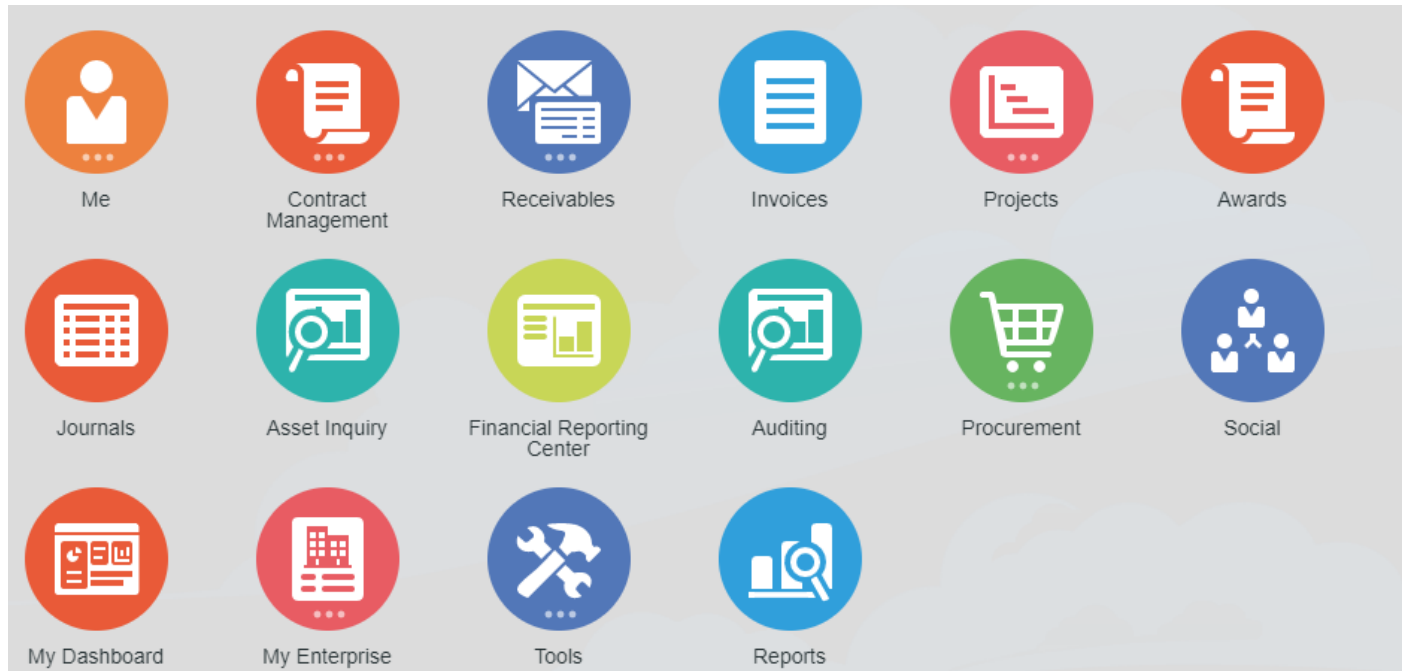 Me
Contract
Management
Receivables
Invoices
Projects
Awards
Journals
Asset Inquiry
Financial Reporting
Center
Auditing
Procurement
Social
My Dashboard
My Enterprise
Tools
Reports